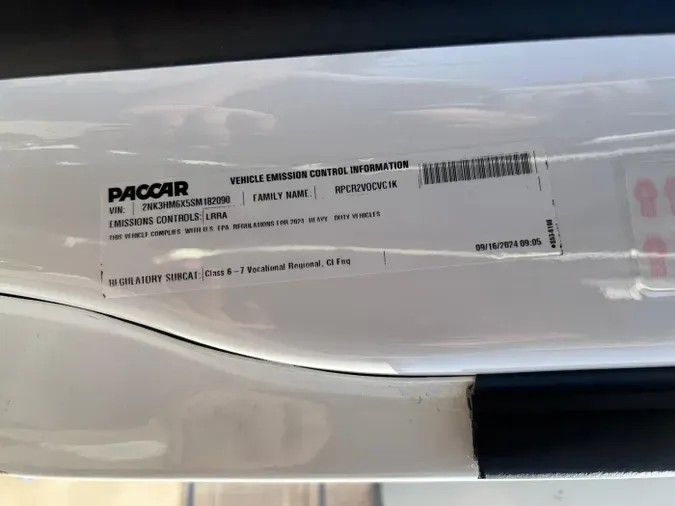 VEHICLE EMISSION CONTROL INFORMATION
PACCAR
VIN: 2NK3HM6X5SM182090 FAMILY NAME: RPCR2VOCVC1K
EMISSIONS CONTROLS: LRRA
THIS VEHICLE COMPLIES WITH U.S. EPA REGULATIONS FOR 2024 HEAVY DUTY VEHICLES
09/16/2024 09:05
REGULATORY SUBCAT: Class 6 – 7 Vocational Regional, CI Eng